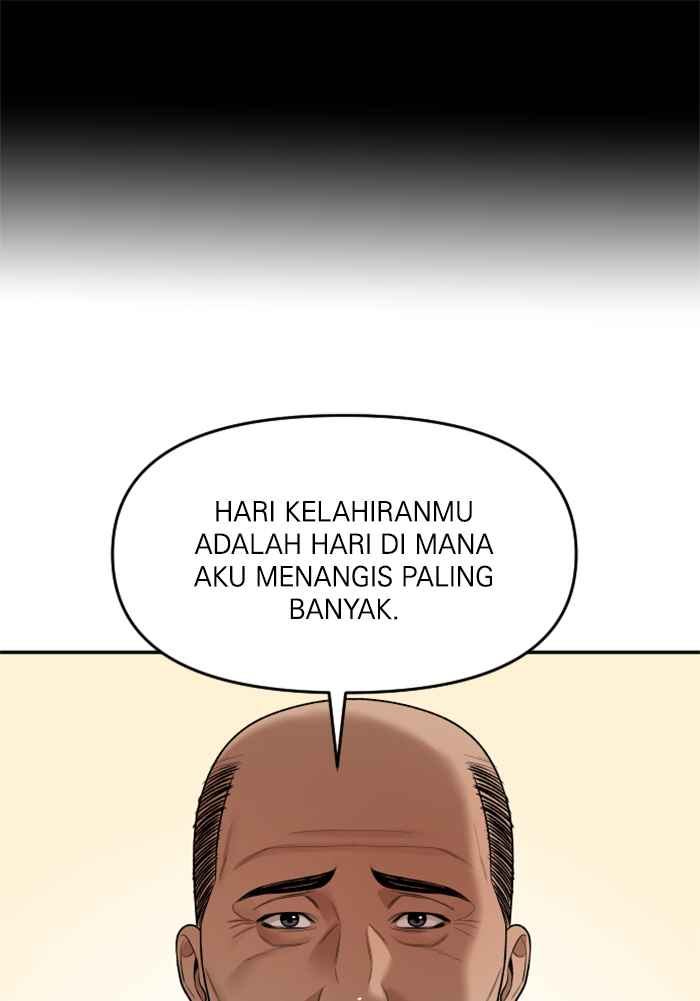 HARI KELAHIRANMU
ADALAH HARI DI MANA
AKU MENANGIS PALING
BANYAK.